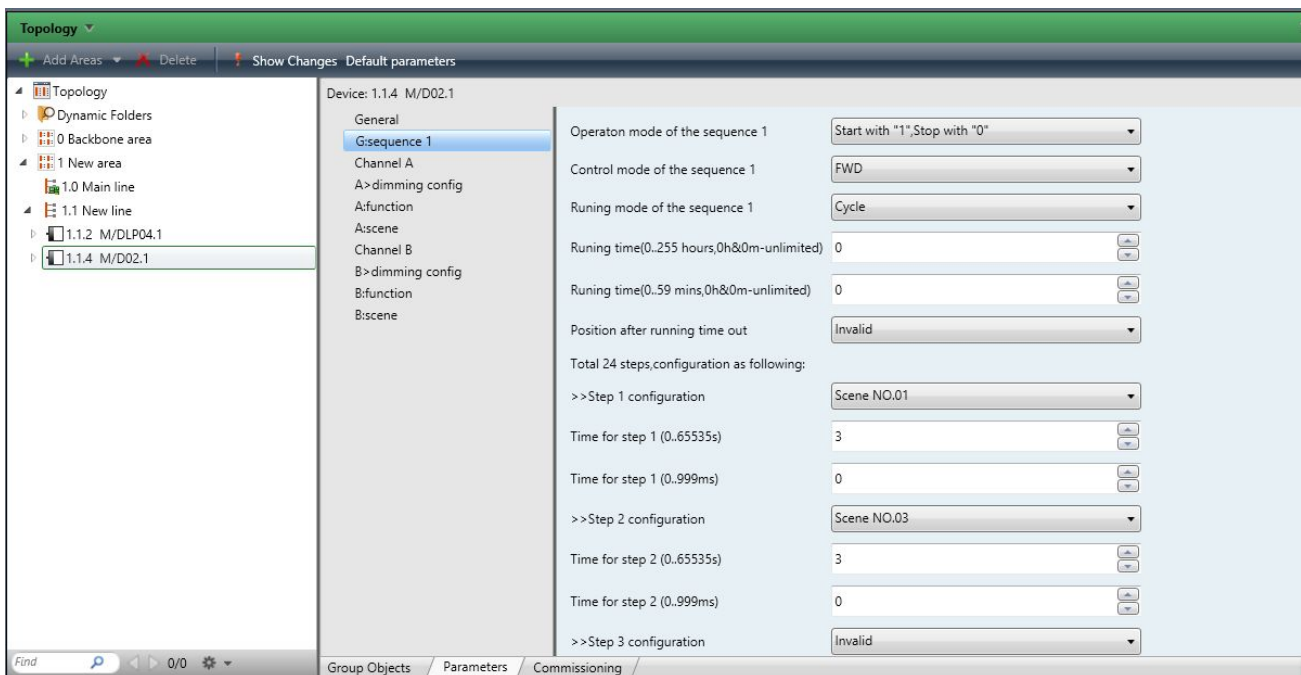 Topology
Add Areas Delete Show Changes Default parameters
Topology
Dynamic Folders
0 Backbone area
1 New area
1.0 Main line
1.1 New line
1.1.2 M/DLP04.1
1.1.4 M/D02.1
Find 0/0
Device: 1.1.4 M/D02.1
General
G:sequence 1
Channel A
A>dimming config
A:function
A:scene
Channel B
B>dimming config
B:function
B:scene
Operaton mode of the sequence 1 Start with "1",Stop with "0"
Control mode of the sequence 1 FWD
Runing mode of the sequence 1 Cycle
Runing time(0..255 hours,0h&0m-unlimited) 0
Runing time(0..59 mins,0h&0m-unlimited) 0
Position after running time out Invalid
Total 24 steps,configuration as following:
>>Step 1 configuration Scene NO.01
Time for step 1 (0..65535s) 3
Time for step 1 (0..999ms) 0
>>Step 2 configuration Scene NO.03
Time for step 2 (0..65535s) 3
Time for step 2 (0..999ms) 0
>>Step 3 configuration Invalid
Group Objects Parameters Commissioning